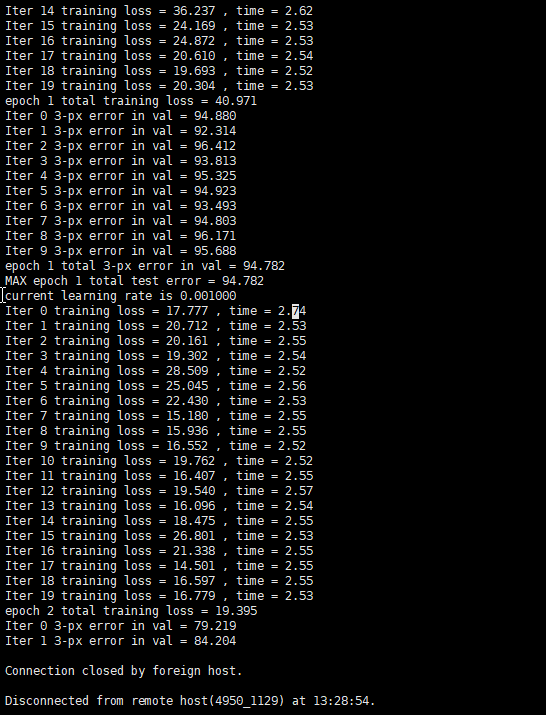 Iter 14 training loss = 36.237 , time = 2.62
Iter 15 training loss = 24.169 , time = 2.53
Iter 16 training loss = 24.872 , time = 2.53
Iter 17 training loss = 20.610 , time = 2.54
Iter 18 training loss = 19.693 , time = 2.52
Iter 19 training loss = 20.304 , time = 2.53
epoch 1 total training loss = 40.971
Iter 0 3-px error in val = 94.880
Iter 1 3-px error in val = 92.314
Iter 2 3-px error in val = 96.412
Iter 3 3-px error in val = 93.813
Iter 4 3-px error in val = 95.325
Iter 5 3-px error in val = 94.923
Iter 6 3-px error in val = 93.493
Iter 7 3-px error in val = 94.803
Iter 8 3-px error in val = 96.171
Iter 9 3-px error in val = 95.688
epoch 1 total 3-px error in val = 94.782
MAX epoch 1 total test error = 94.782
current learning rate is 0.001000
Iter 0 training loss = 17.777 , time = 2.74
Iter 1 training loss = 20.712 , time = 2.53
Iter 2 training loss = 20.161 , time = 2.55
Iter 3 training loss = 19.302 , time = 2.54
Iter 4 training loss = 28.509 , time = 2.52
Iter 5 training loss = 25.045 , time = 2.56
Iter 6 training loss = 22.430 , time = 2.53
Iter 7 training loss = 15.180 , time = 2.55
Iter 8 training loss = 15.936 , time = 2.55
Iter 9 training loss = 16.552 , time = 2.52
Iter 10 training loss = 19.762 , time = 2.52
Iter 11 training loss = 16.407 , time = 2.55
Iter 12 training loss = 19.540 , time = 2.57
Iter 13 training loss = 16.096 , time = 2.54
Iter 14 training loss = 18.475 , time = 2.55
Iter 15 training loss = 26.801 , time = 2.53
Iter 16 training loss = 21.338 , time = 2.55
Iter 17 training loss = 14.501 , time = 2.55
Iter 18 training loss = 16.597 , time = 2.55
Iter 19 training loss = 16.779 , time = 2.53
epoch 2 total training loss = 19.395
Iter 0 3-px error in val = 79.219
Iter 1 3-px error in val = 84.204
Connection closed by foreign host.
Disconnected from remote host(4950_1129) at 13:28:54.